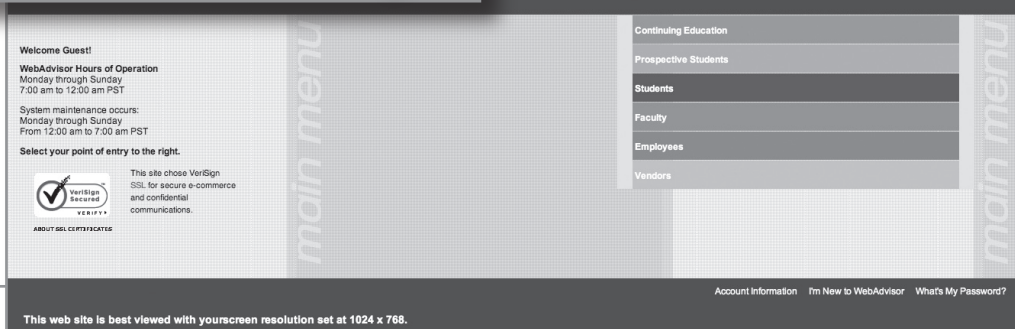 Welcome Guest!
WebAdvisor Hours of Operation
Monday through Sunday
7:00 am to 12:00 am PST
System maintenance occurs:
Monday through Sunday
From 12:00 am to 7:00 am PST
Select your point of entry to the right.
VeriSign
Secured
VERIFY
ABOUT SSL CERTIFICATES
This site chose VeriSign
SSL for secure e-commerce
and confidential
communications.
main menu
Continuing Education
Prospective Students
Students
Faculty
Employees
Vendors
main menu
Account Information I'm New to WebAdvisor What's My Password?
This web site is best viewed with yourscreen resolution set at 1024 x 768.